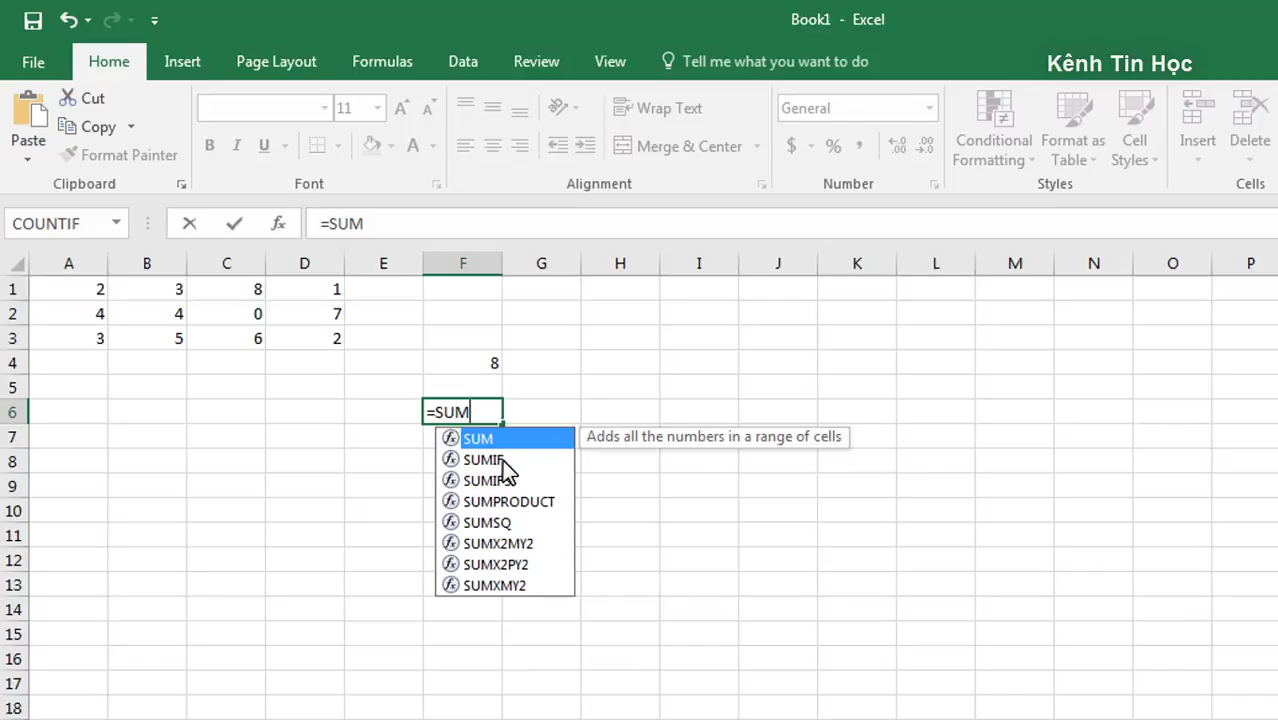 Book1 - Excel
File Home Insert Page Layout Formulas Data Review View Tell me what you want to do
Kênh Tin Học
Paste
Cut
Copy
Format Painter
Clipboard
11
Font
Wrap Text
Merge & Center
Alignment
General
$ % ,
Number
Conditional Formatting
Format as Table
Cell Styles
Styles
Insert
Delete
Cells
COUNTIF
=SUM
A B C D E F G H I J K L M N O P
1 2 3 8 1
2 4 4 0 7
3 3 5 6 2
4 8
5
6 =SUM
7
8
9
10
11
12
13
14
15
16
17
18
SUM
Adds all the numbers in a range of cells
SUMIF
SUMIFS
SUMPRODUCT
SUMSQ
SUMX2MY2
SUMX2PY2
SUMXMY2